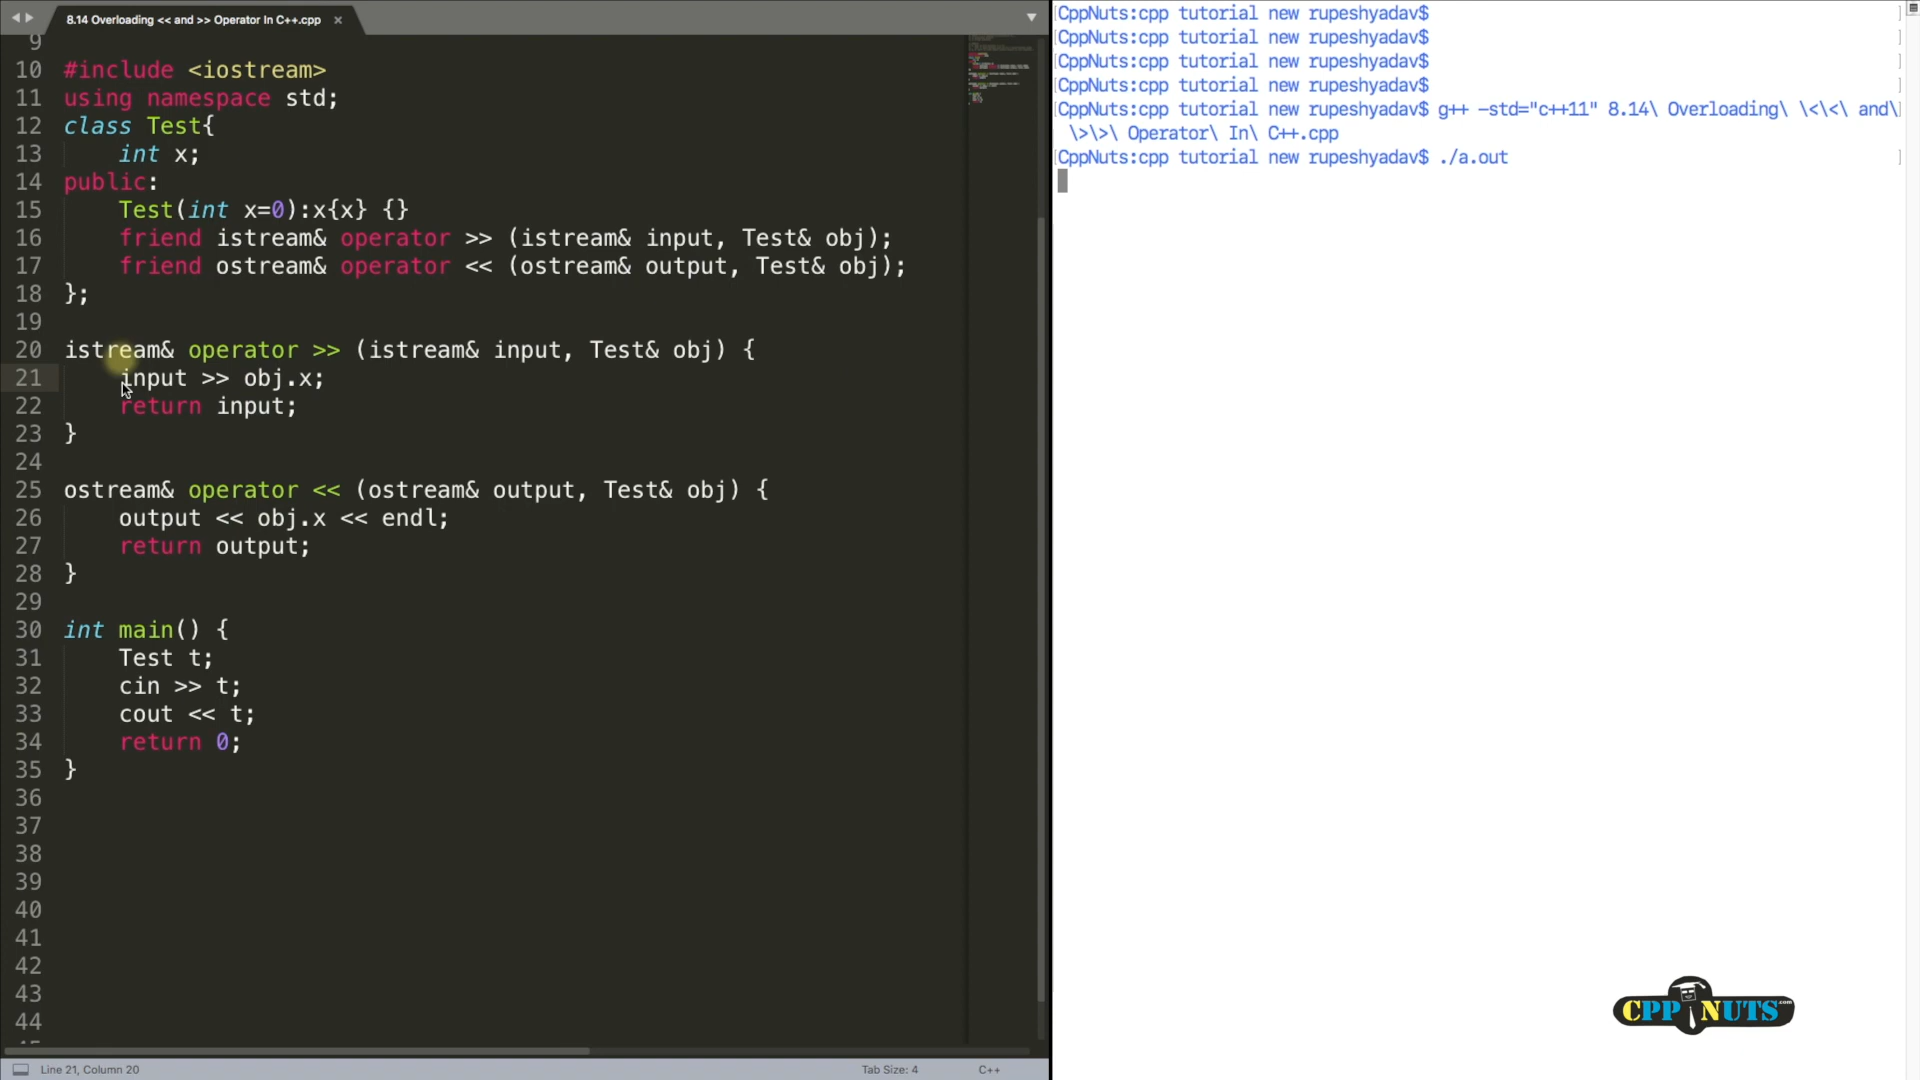 8.14 Overloading << and >> Operator In C++.cpp ×
9
10 #include <iostream>
11 using namespace std;
12 class Test{
13     int x;
14 public:
15     Test(int x=0):x{x} {}
16     friend istream& operator >> (istream& input, Test& obj);
17     friend ostream& operator << (ostream& output, Test& obj);
18 };
19
20 istream& operator >> (istream& input, Test& obj) {
21     input >> obj.x;
22     return input;
23 }
24
25 ostream& operator << (ostream& output, Test& obj) {
26     output << obj.x << endl;
27     return output;
28 }
29
30 int main() {
31     Test t;
32     cin >> t;
33     cout << t;
34     return 0;
35 }
36
37
38
39
40
41
42
43
44
Line 21, Column 20
Tab Size: 4
C++
[CppNuts:cpp tutorial new rupeshyadav$ ]
[CppNuts:cpp tutorial new rupeshyadav$ ]
[CppNuts:cpp tutorial new rupeshyadav$ ]
[CppNuts:cpp tutorial new rupeshyadav$ ]
[CppNuts:cpp tutorial new rupeshyadav$ g++ -std="c++11" 8.14\ Overloading\ \<\<\ and\]
[ \>\>\ Operator\ In\ C++.cpp ]
[CppNuts:cpp tutorial new rupeshyadav$ ./a.out ]
CPP NUTS .com